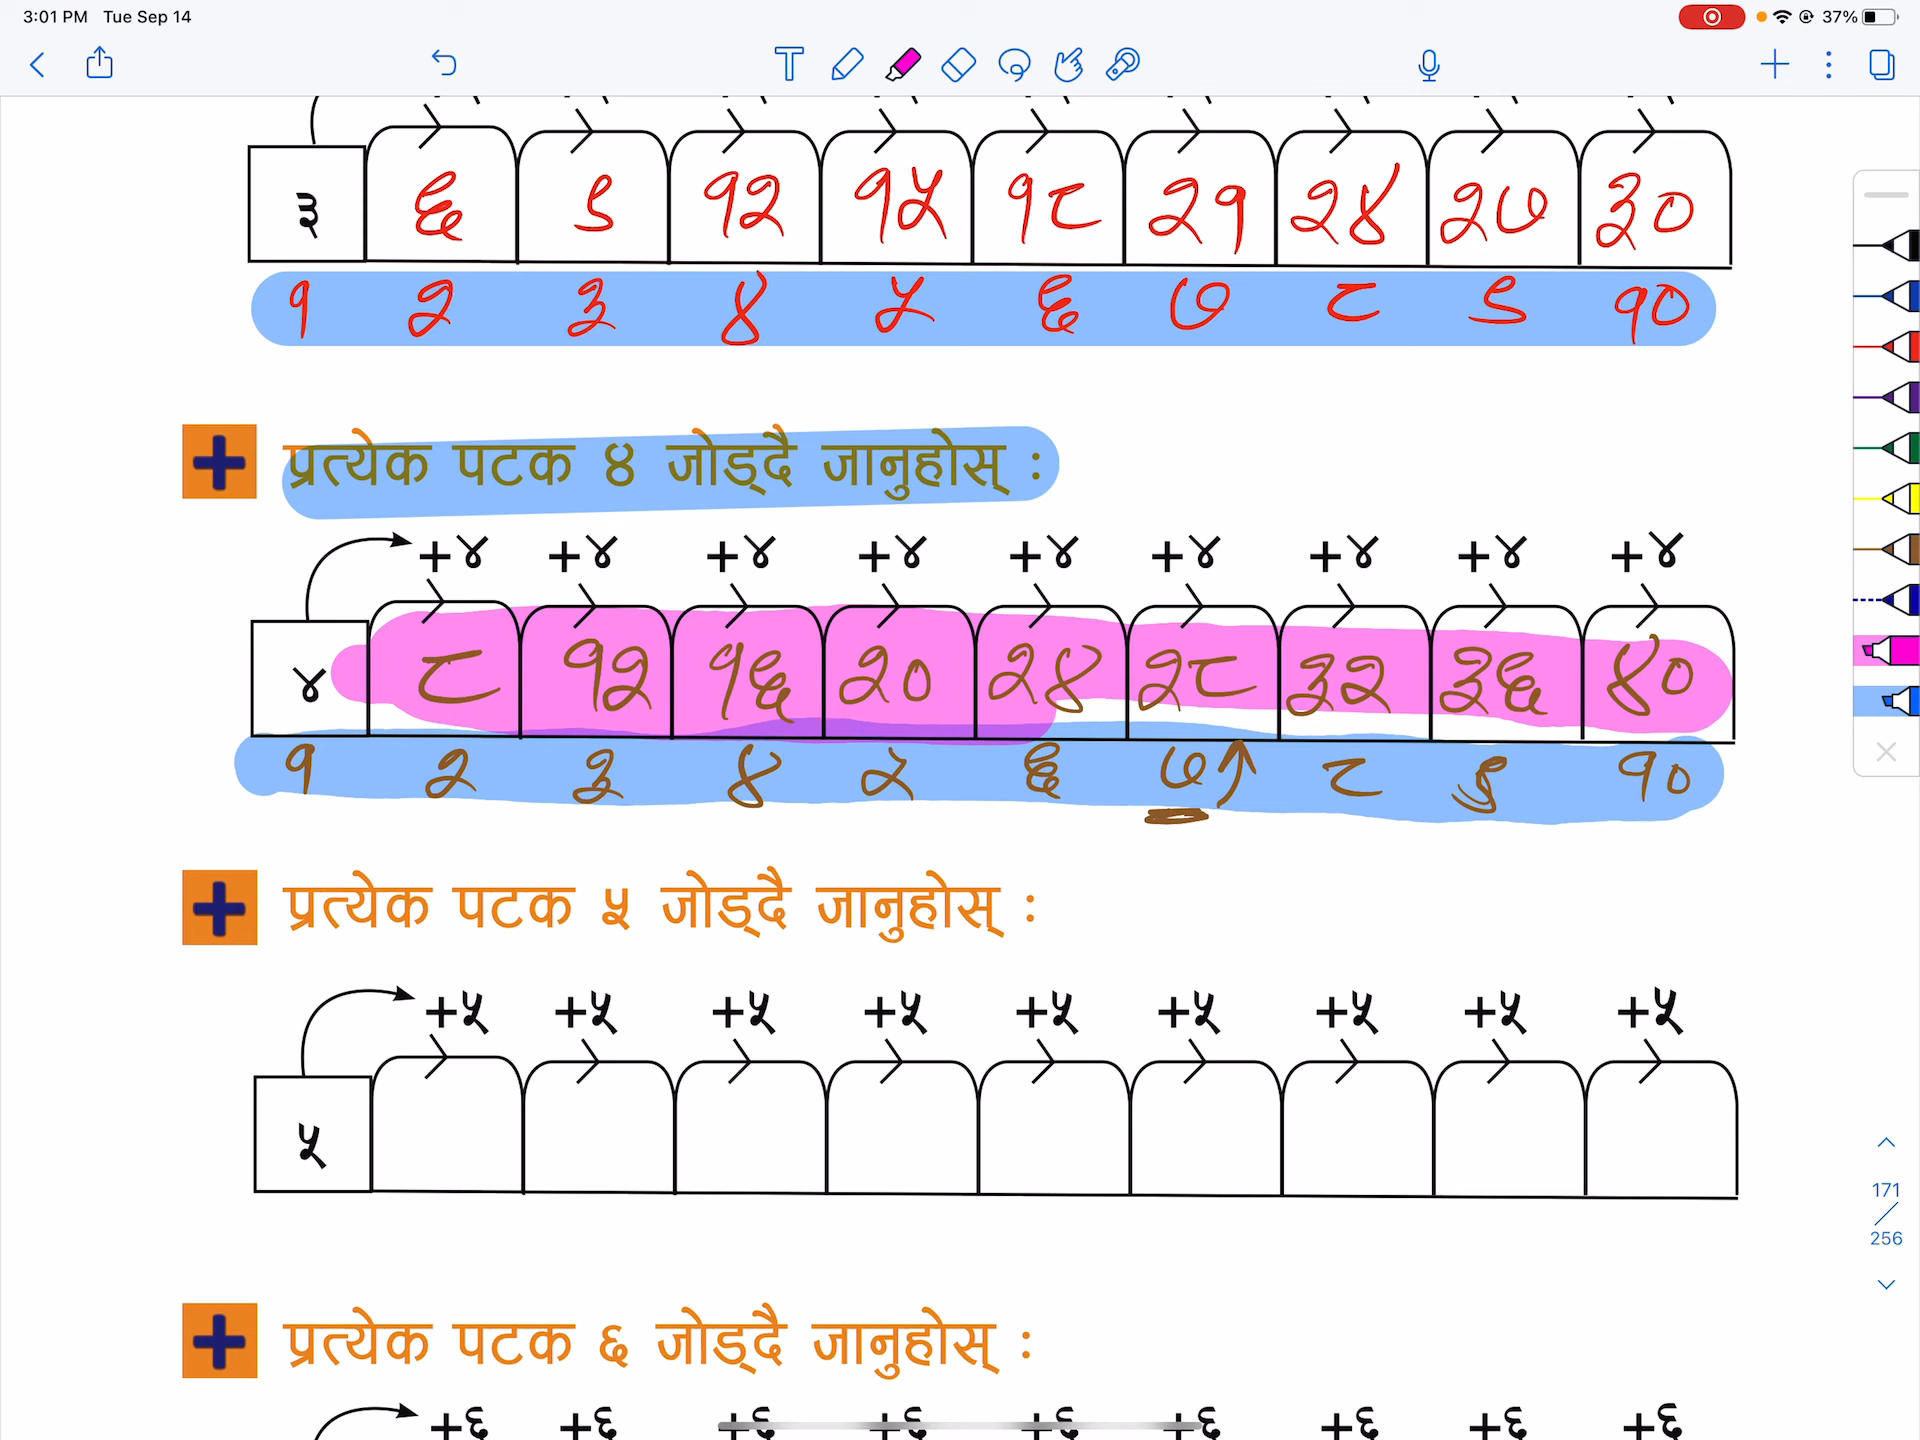 3:01 PM Tue Sep 14
37%
३ ६ ९ १२ १५ १८ २१ २४ २७ ३०
१ २ ३ ४ ५ ६ ७ ८ ९ १०
प्रत्येक पटक ४ जोड्दै जानुहोस् :
+४ +४ +४ +४ +४ +४ +४ +४ +४
४ ८ १२ १६ २० २४ २८ ३२ ३६ ४०
१ २ ३ ४ ५ ६ ७ ८ ९ १०
प्रत्येक पटक ५ जोड्दै जानुहोस् :
+५ +५ +५ +५ +५ +५ +५ +५ +५
५
171
/
256
प्रत्येक पटक ६ जोड्दै जानुहोस् :
+६ +६ +६ +६ +६ +६ +६ +६ +६